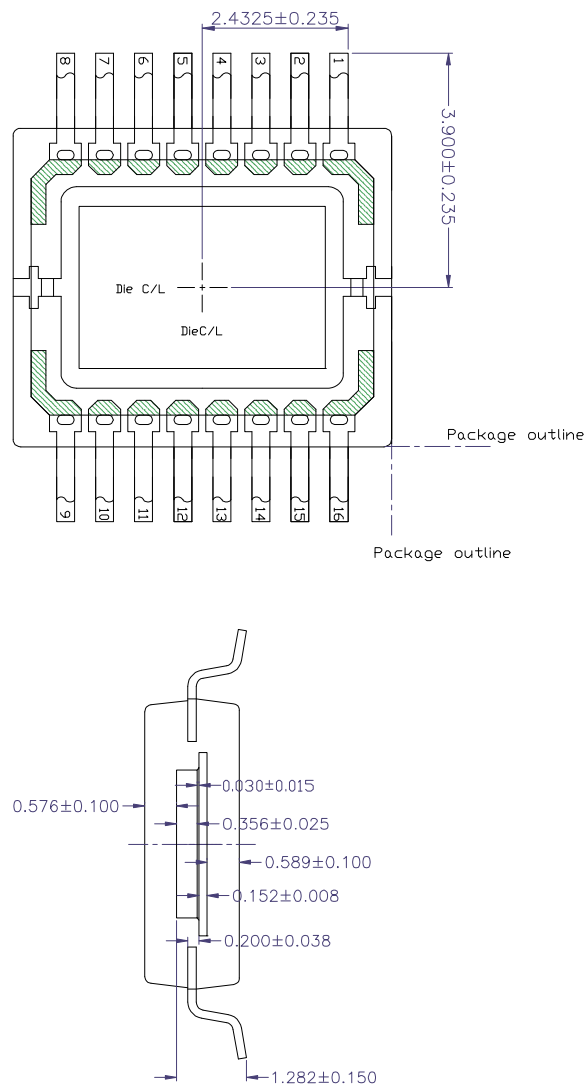 2.4325±0.235
8 7 6 5 4 3 2 1
3.900±0.235
Die C/L
DieC/L
Package outline
9 10 11 12 13 14 15 16
Package outline
0.030±0.015
0.576±0.100
0.356±0.025
0.589±0.100
0.152±0.008
0.200±0.038
1.282±0.150